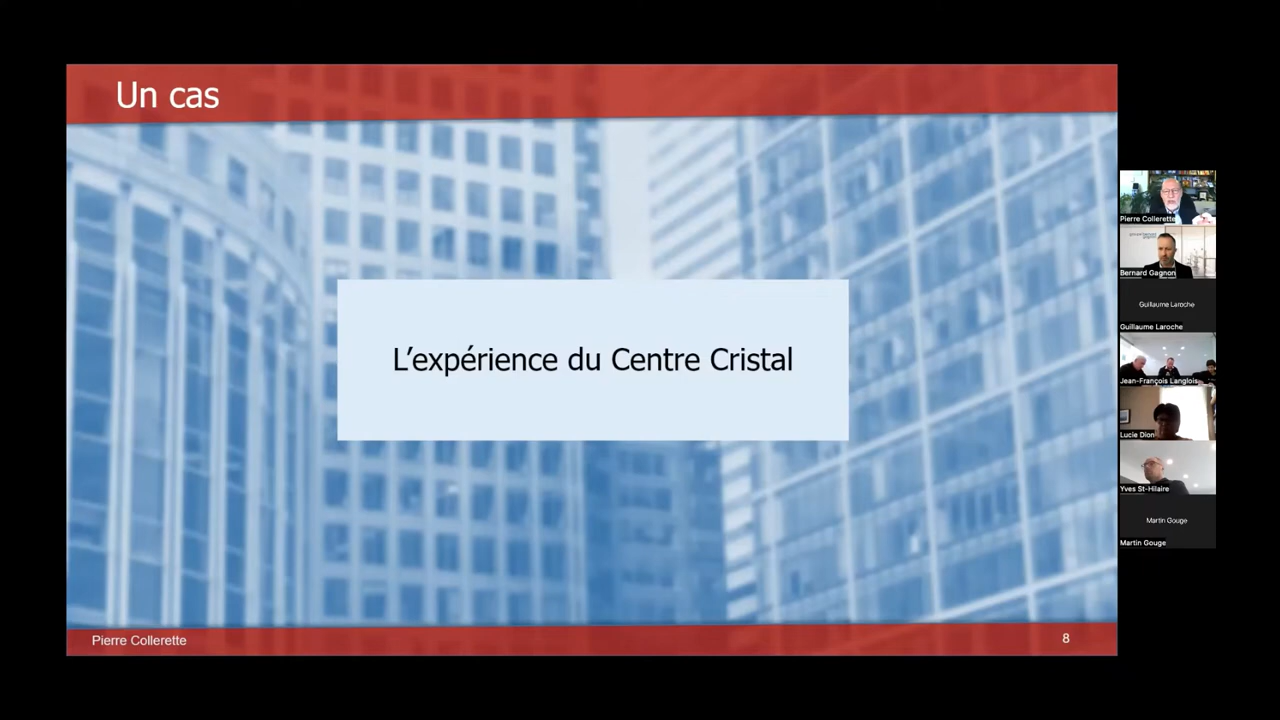 Un cas
L’expérience du Centre Cristal
Pierre Collerette
8
Pierre Collerette
Bernard Gagnon
Guillaume Laroche
Guillaume Laroche
Jean-François Langlois
Lucie Dion
Yves St-Hilaire
Martin Gouge
Martin Gouge